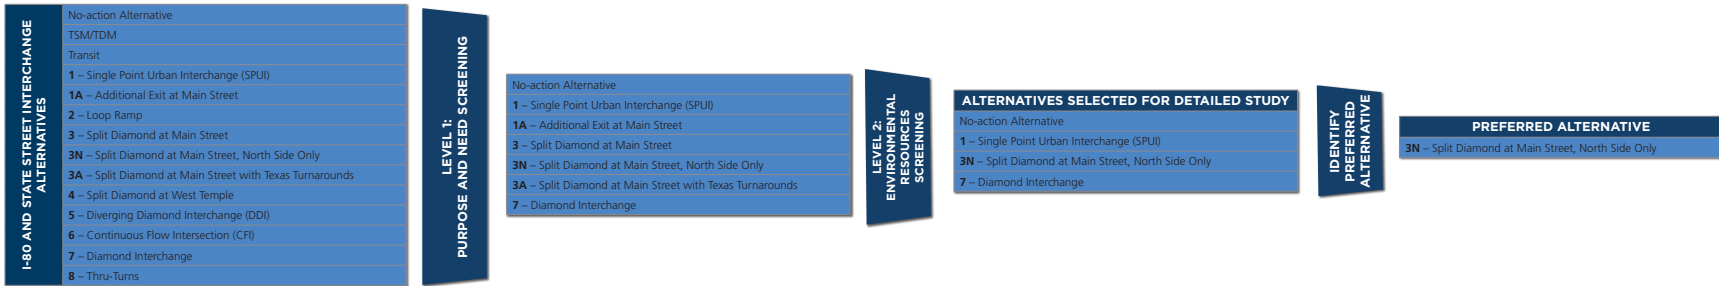 I-80 AND STATE STREET INTERCHANGE
ALTERNATIVES
No-action Alternative
TSM/TDM
Transit
1 – Single Point Urban Interchange (SPUI)
1A – Additional Exit at Main Street
2 – Loop Ramp
3 – Split Diamond at Main Street
3N – Split Diamond at Main Street, North Side Only
3A – Split Diamond at Main Street with Texas Turnarounds
4 – Split Diamond at West Temple
5 – Diverging Diamond Interchange (DDI)
6 – Continuous Flow Intersection (CFI)
7 – Diamond Interchange
8 – Thru-Turns
LEVEL 1:
PURPOSE AND NEED SCREENING
No-action Alternative
1 – Single Point Urban Interchange (SPUI)
1A – Additional Exit at Main Street
3 – Split Diamond at Main Street
3N – Split Diamond at Main Street, North Side Only
3A – Split Diamond at Main Street with Texas Turnarounds
7 – Diamond Interchange
LEVEL 2:
ENVIRONMENTAL
RESOURCES
SCREENING
ALTERNATIVES SELECTED FOR DETAILED STUDY
No-action Alternative
1 – Single Point Urban Interchange (SPUI)
3N – Split Diamond at Main Street, North Side Only
7 – Diamond Interchange
IDENTIFY
PREFERRED
ALTERNATIVE
PREFERRED ALTERNATIVE
3N – Split Diamond at Main Street, North Side Only